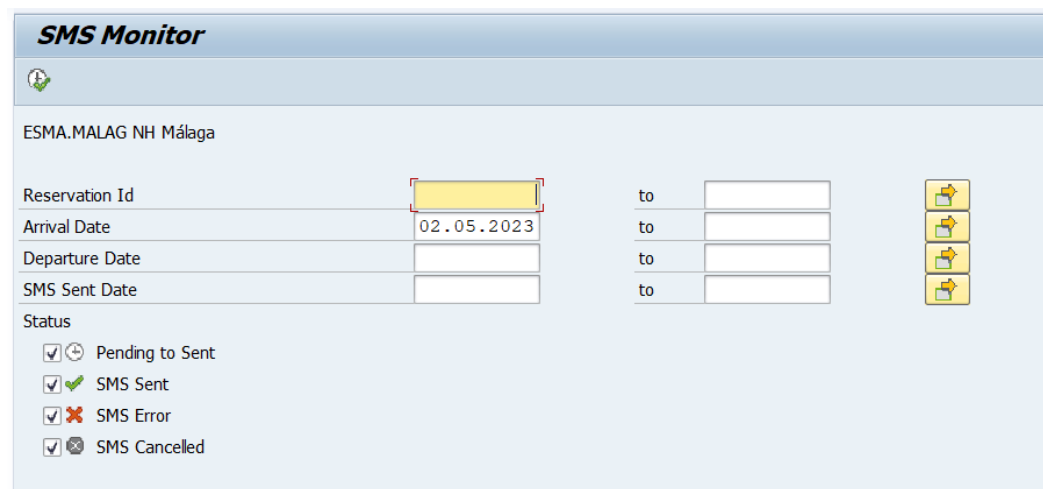 SMS Monitor
ESMA.MALAG NH Málaga
Reservation Id to
Arrival Date 02.05.2023 to
Departure Date to
SMS Sent Date to
Status
Pending to Sent
SMS Sent
SMS Error
SMS Cancelled